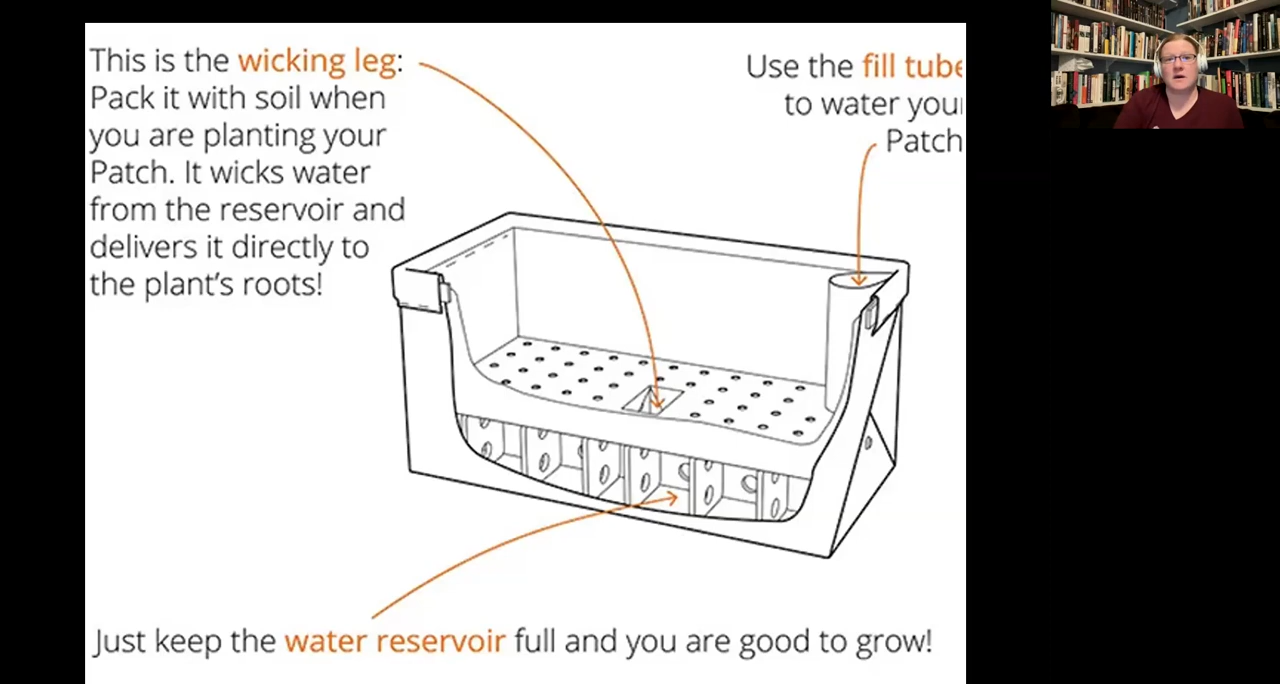 This is the wicking leg:
Pack it with soil when
you are planting your
Patch. It wicks water
from the reservoir and
delivers it directly to
the plant's roots!
Use the fill tube
to water your
Patch
Just keep the water reservoir full and you are good to grow!